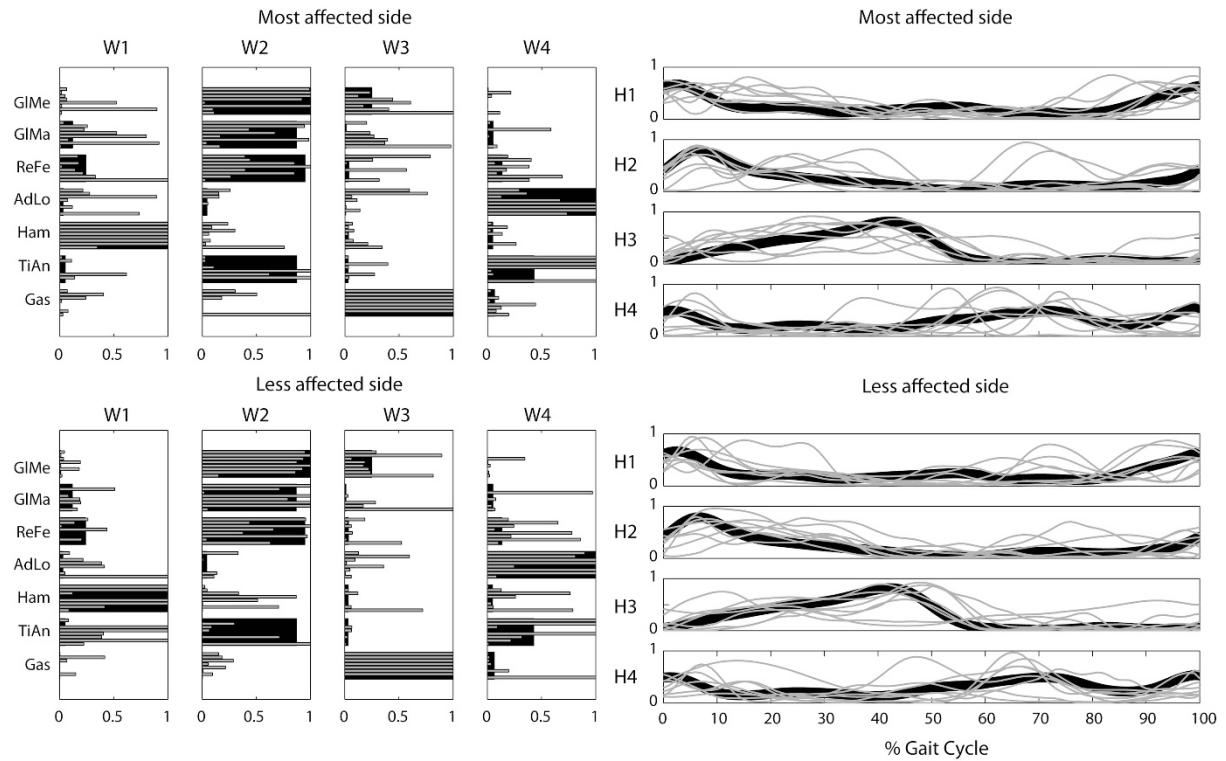 Most affected side
W1 W2 W3 W4
GlMe
GlMa
ReFe
AdLo
Ham
TiAn
Gas
0 0.5 1 0 0.5 1 0 0.5 1 0 0.5 1
Most affected side
H1 1 0
H2 1 0
H3 1 0
H4 1 0
Less affected side
W1 W2 W3 W4
GlMe
GlMa
ReFe
AdLo
Ham
TiAn
Gas
0 0.5 1 0 0.5 1 0 0.5 1 0 0.5 1
Less affected side
H1 1 0
H2 1 0
H3 1 0
H4 1 0
0 10 20 30 40 50 60 70 80 90 100
% Gait Cycle